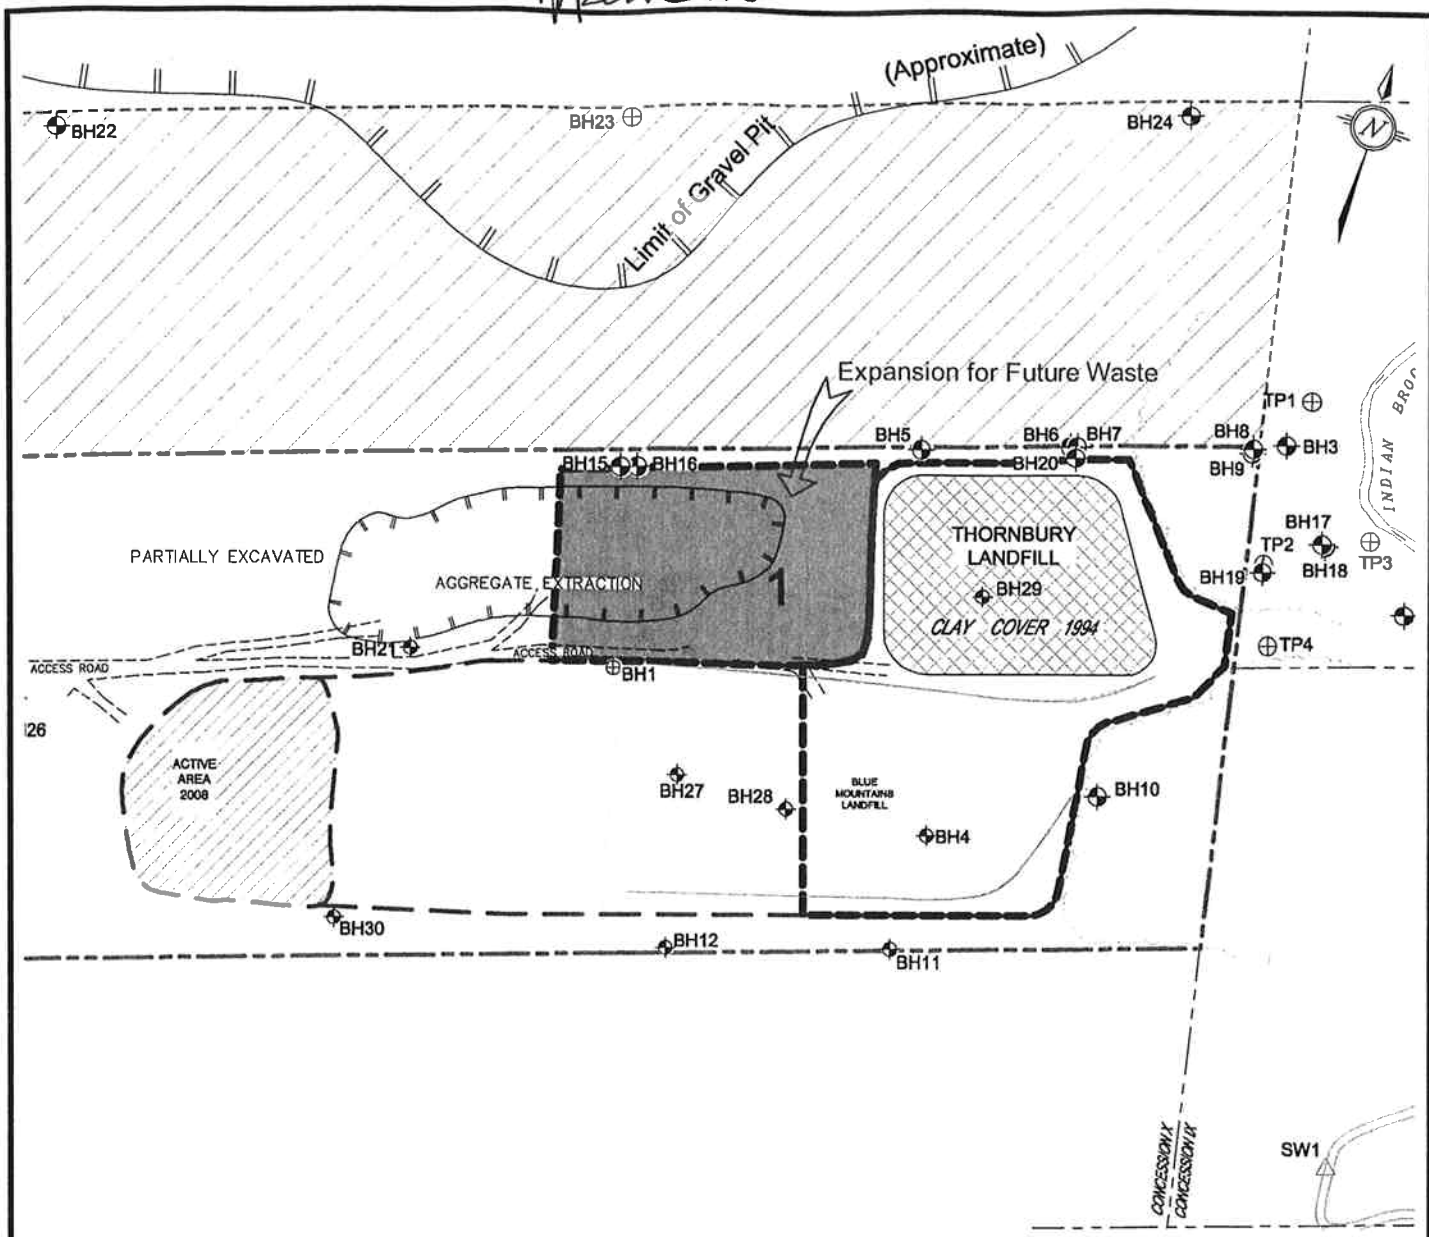 (Approximate)
BH22
BH23
BH24
N
Limit of Gravel Pit
Expansion for Future Waste
TP1
INDIAN BROO
BH5
BH6
BH7
BH8
BH3
BH9
BH20
BH15
BH16
THORNBURY
LANDFILL
BH29
CLAY COVER 1994
BH17
BH18
TP2
TP3
BH19
TP4
PARTIALLY EXCAVATED
AGGREGATE EXTRACTION
1
BH21
ACCESS ROAD
ACCESS ROAD
BH1
26
ACTIVE
AREA
2008
BH27
BH28
BLUE
MOUNTAINS
LANDFILL
BH10
BH4
BH30
BH12
BH11
CONCESSION X
CONCESSION IX
SW1